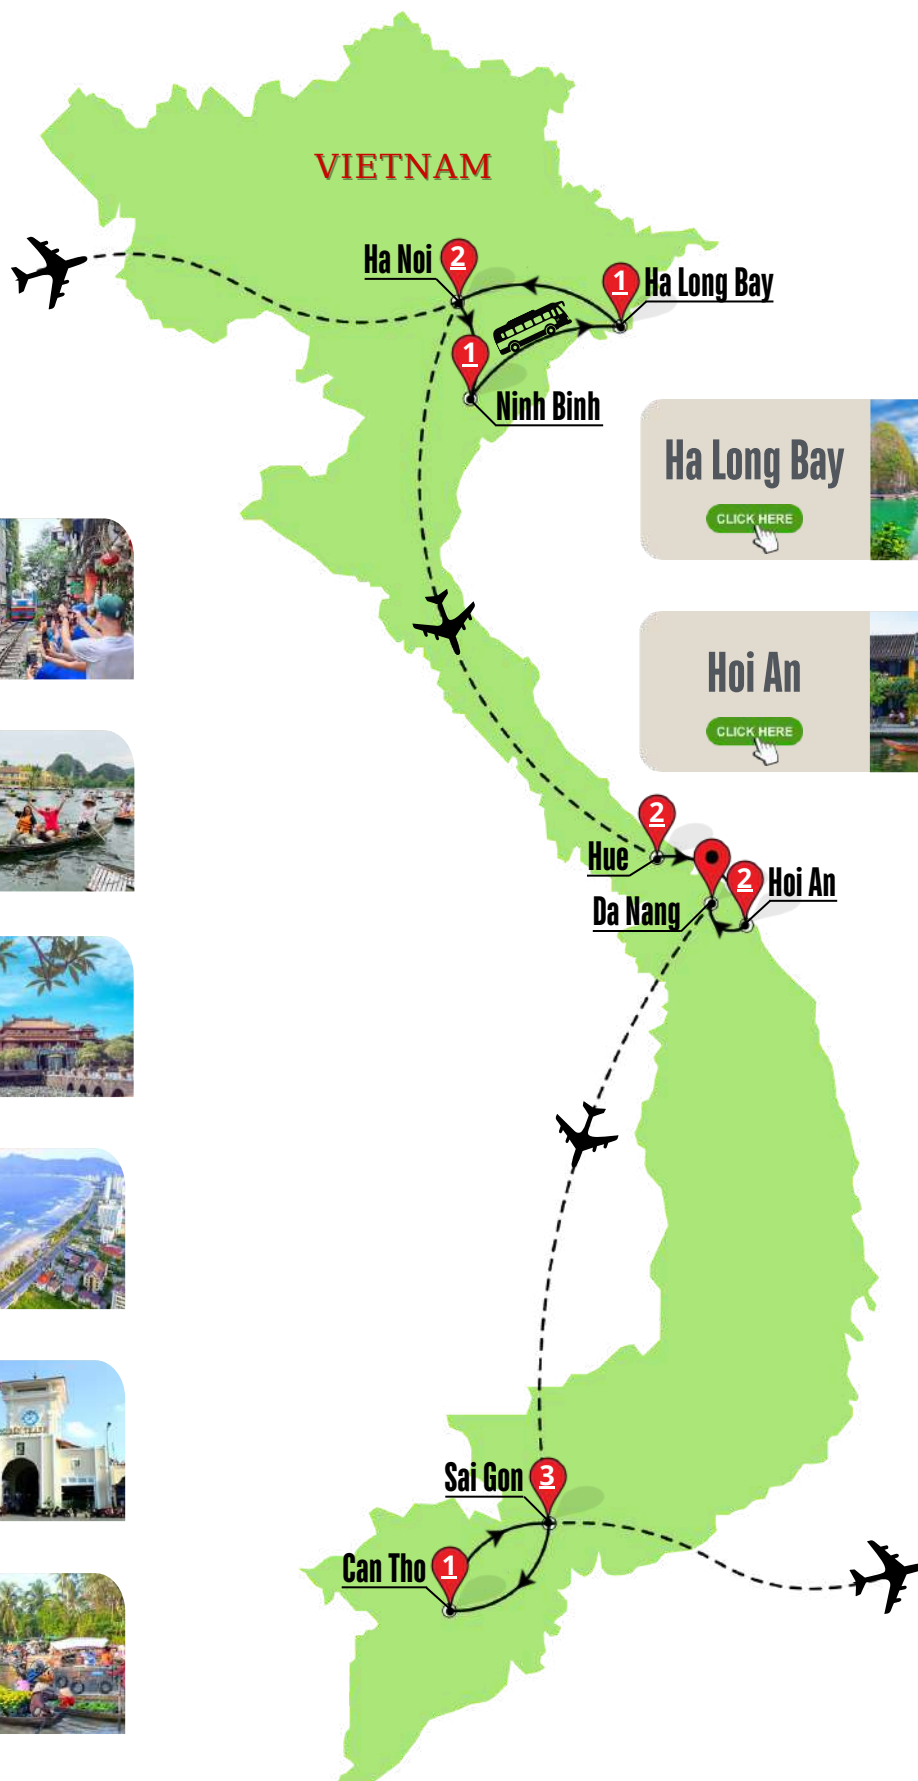 VIETNAM
Ha Noi
2
1
Ha Long Bay
1
Ninh Binh
Ha Long Bay
CLICK HERE
Hoi An
CLICK HERE
2
Hue
2
Hoi An
Da Nang
Sai Gon
3
Can Tho
1